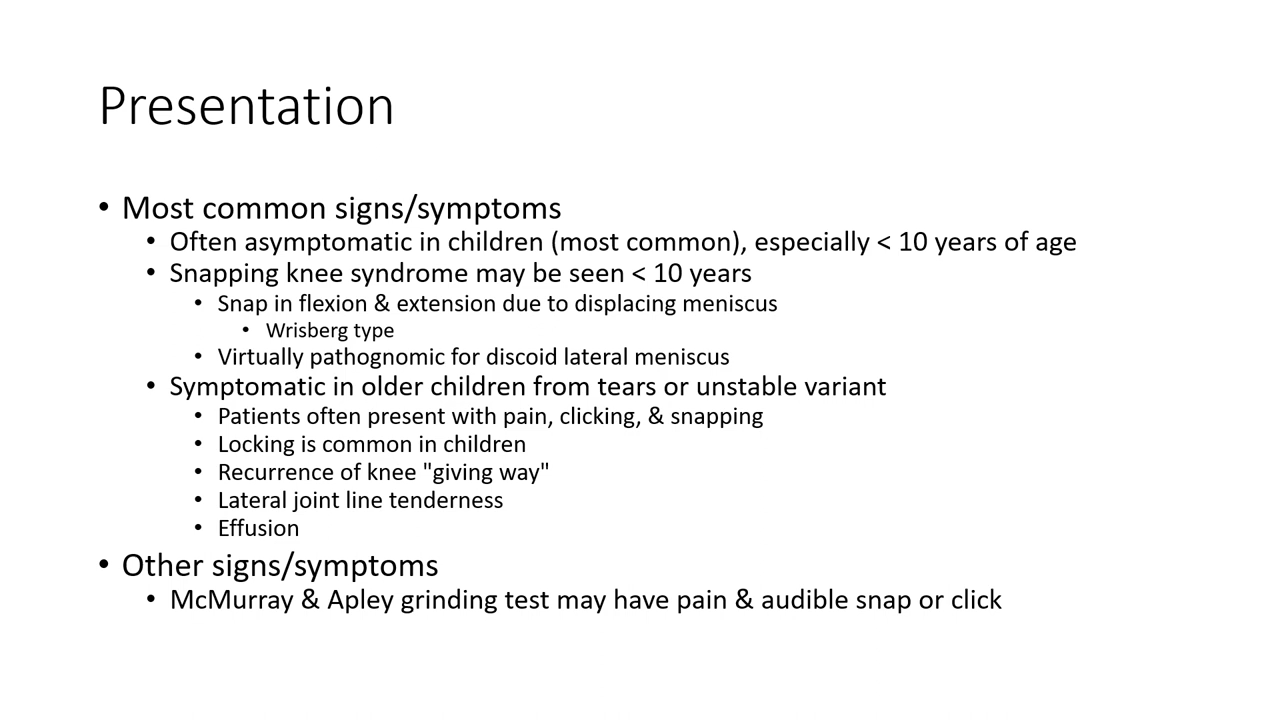 Presentation
• Most common signs/symptoms
• Often asymptomatic in children (most common), especially < 10 years of age
• Snapping knee syndrome may be seen < 10 years
• Snap in flexion & extension due to displacing meniscus
• Wrisberg type
• Virtually pathognomic for discoid lateral meniscus
• Symptomatic in older children from tears or unstable variant
• Patients often present with pain, clicking, & snapping
• Locking is common in children
• Recurrence of knee "giving way"
• Lateral joint line tenderness
• Effusion
• Other signs/symptoms
• McMurray & Apley grinding test may have pain & audible snap or click